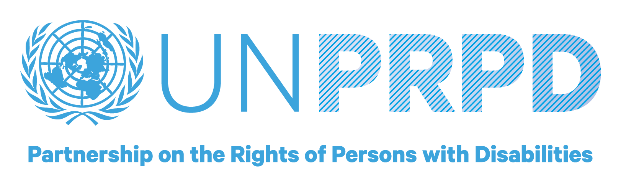 UNPRPD
Partnership on the Rights of Persons with Disabilities